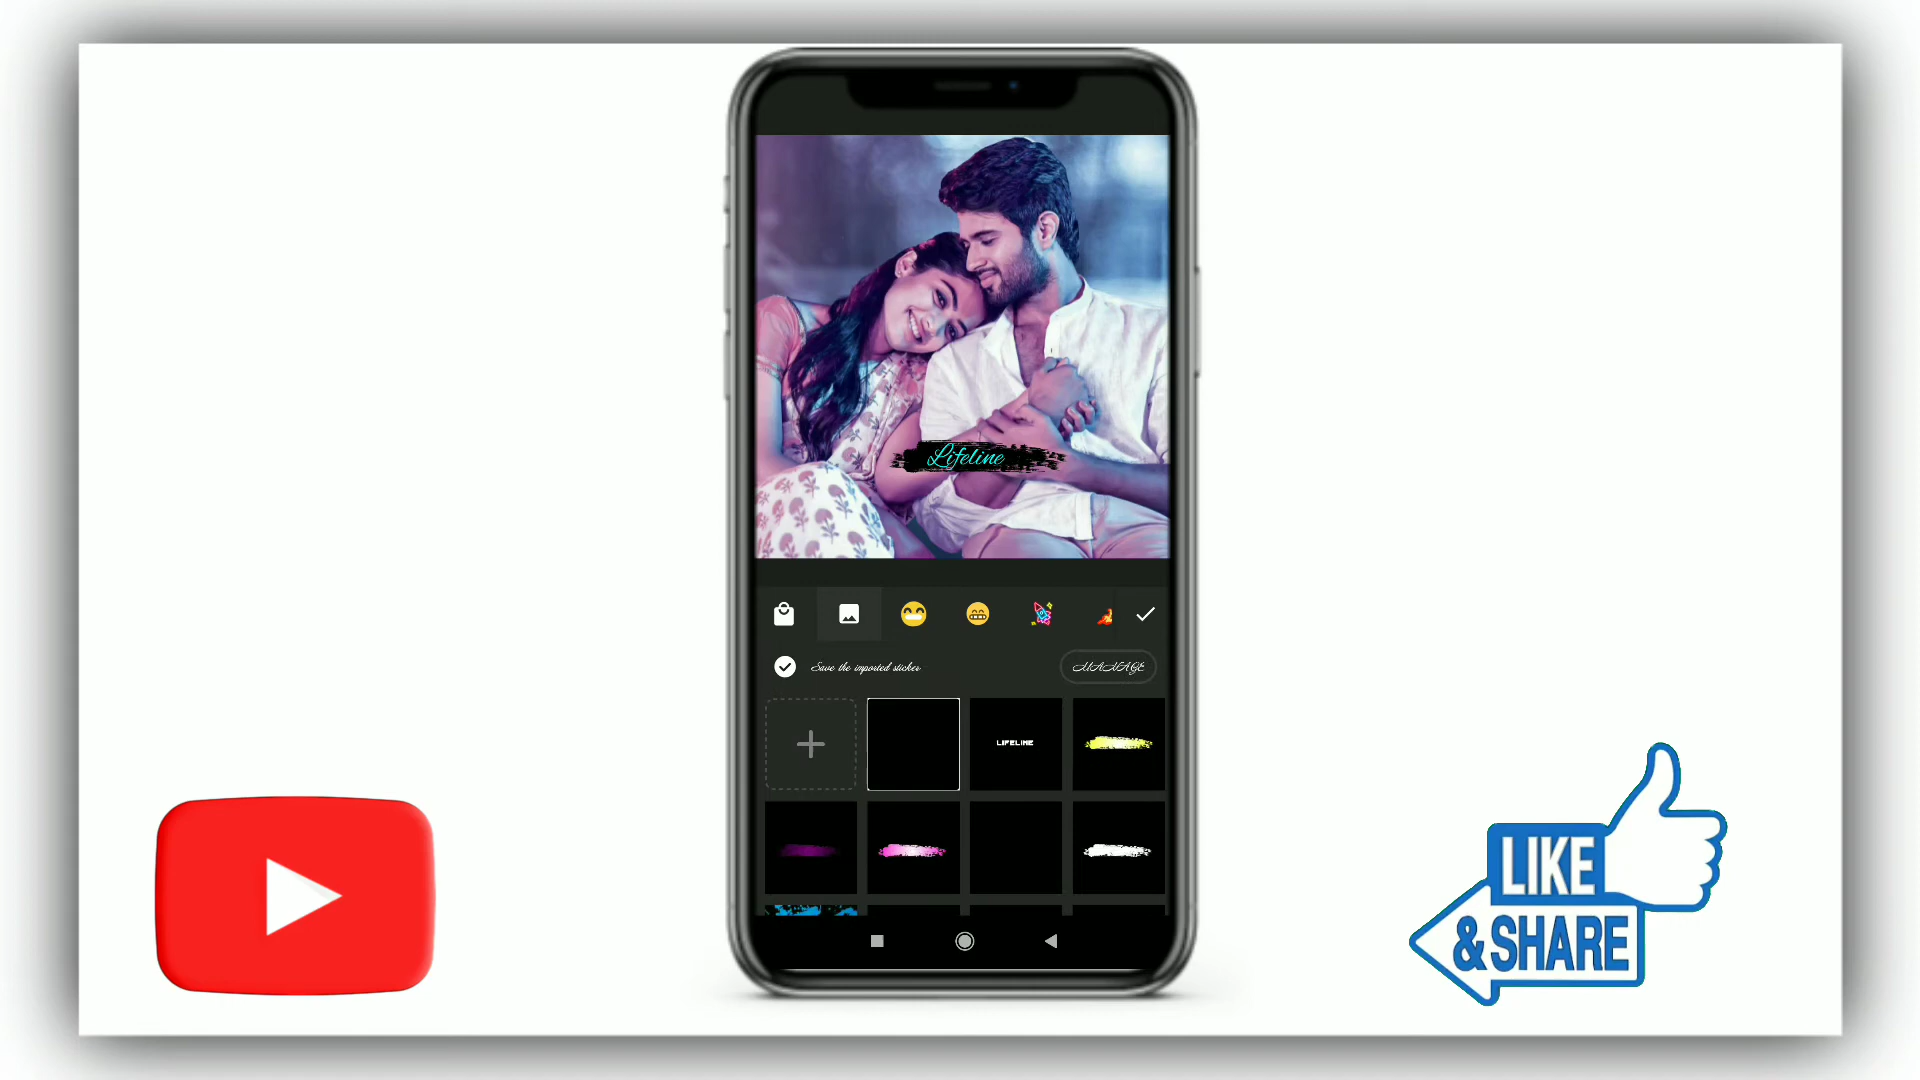 Lifeline
Save the imported sticker
MANAGE
LIFELINE
LIKE
& SHARE